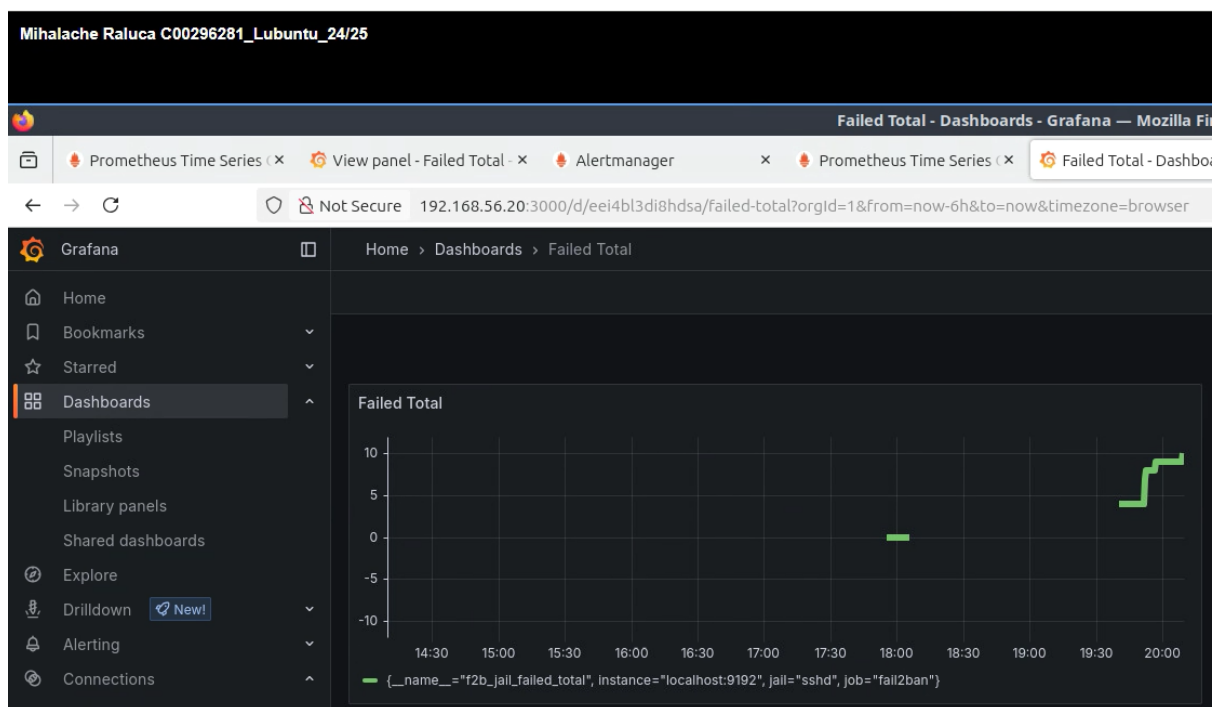 Mihalache Raluca C00296281_Lubuntu_24/25
Failed Total - Dashboards - Grafana — Mozilla Fi
Prometheus Time Series
View panel - Failed Total -
Alertmanager
Prometheus Time Series
Failed Total - Dashboa
Not Secure 192.168.56.20:3000/d/eei4bl3di8hdsa/failed-total?orgId=1&from=now-6h&to=now&timezone=browser
Grafana
Home › Dashboards › Failed Total
Home
Bookmarks
Starred
Dashboards
Playlists
Snapshots
Library panels
Shared dashboards
Explore
Drilldown New!
Alerting
Connections
Failed Total
10
5
0
-5
-10
14:30 15:00 15:30 16:00 16:30 17:00 17:30 18:00 18:30 19:00 19:30 20:00
{__name__="f2b_jail_failed_total", instance="localhost:9192", jail="sshd", job="fail2ban"}